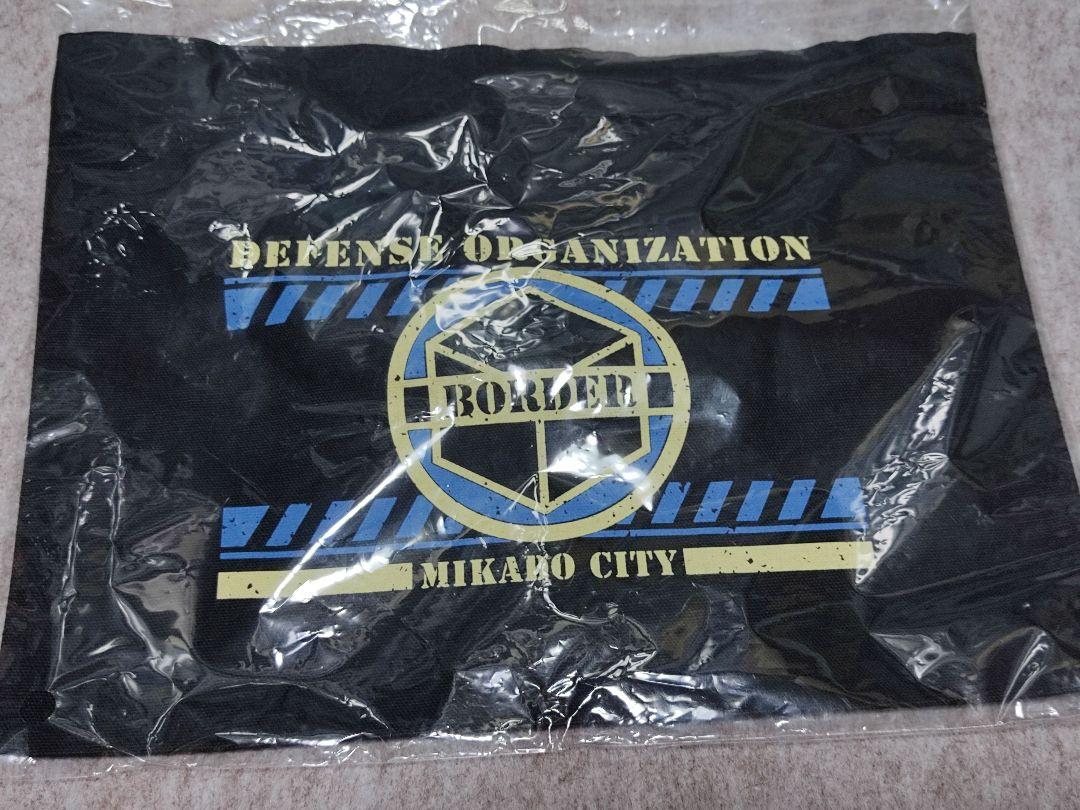 DEFENSE ORGANIZATION
BORDER
MIKADO CITY